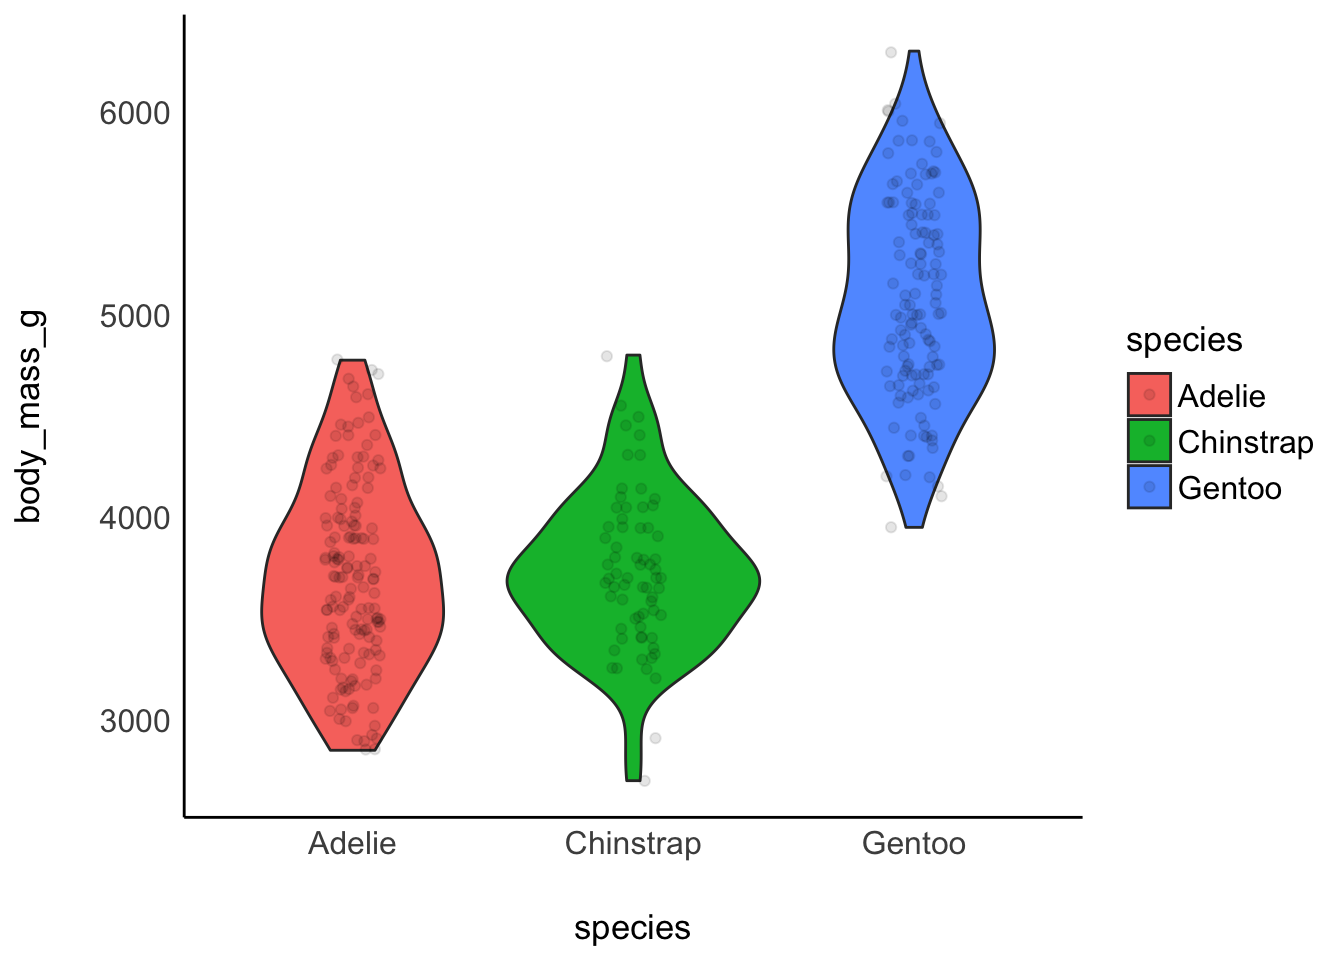 body_mass_g
6000
5000
4000
3000
Adelie
Chinstrap
Gentoo
species
species
Adelie
Chinstrap
Gentoo